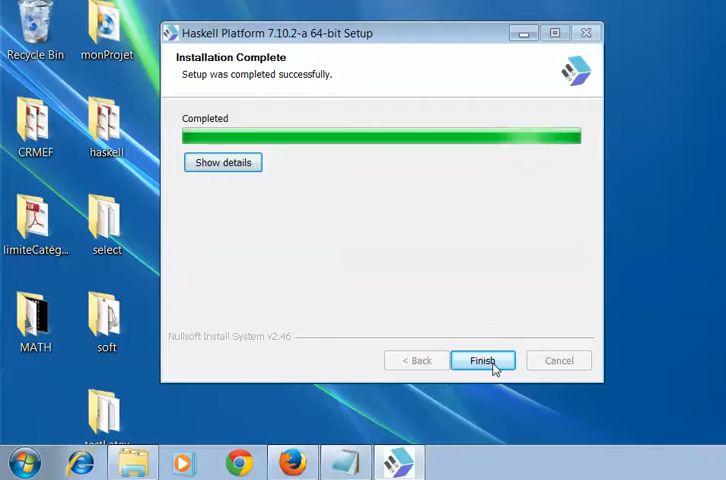 Haskell Platform 7.10.2-a 64-bit Setup
Installation Complete
Setup was completed successfully.
Completed
Show details
Nullsoft Install System v2.46
< Back
Finish
Cancel
Recycle Bin
monProjet
CRMEF
haskell
limiteCatég...
select
MATH
soft